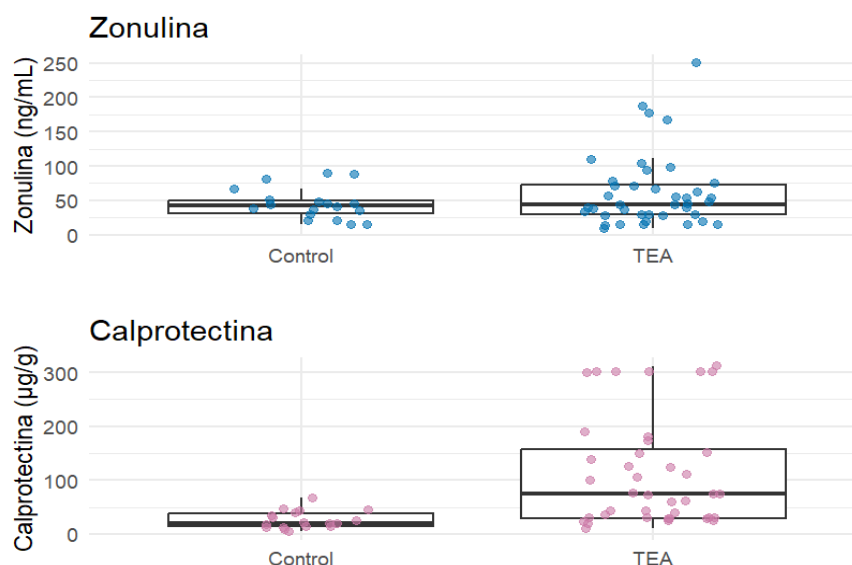 Zonulina
Zonulina (ng/mL)
250
200
150
100
50
0
Control
TEA
Calprotectina
Calprotectina (µg/g)
300
200
100
0
Control
TEA